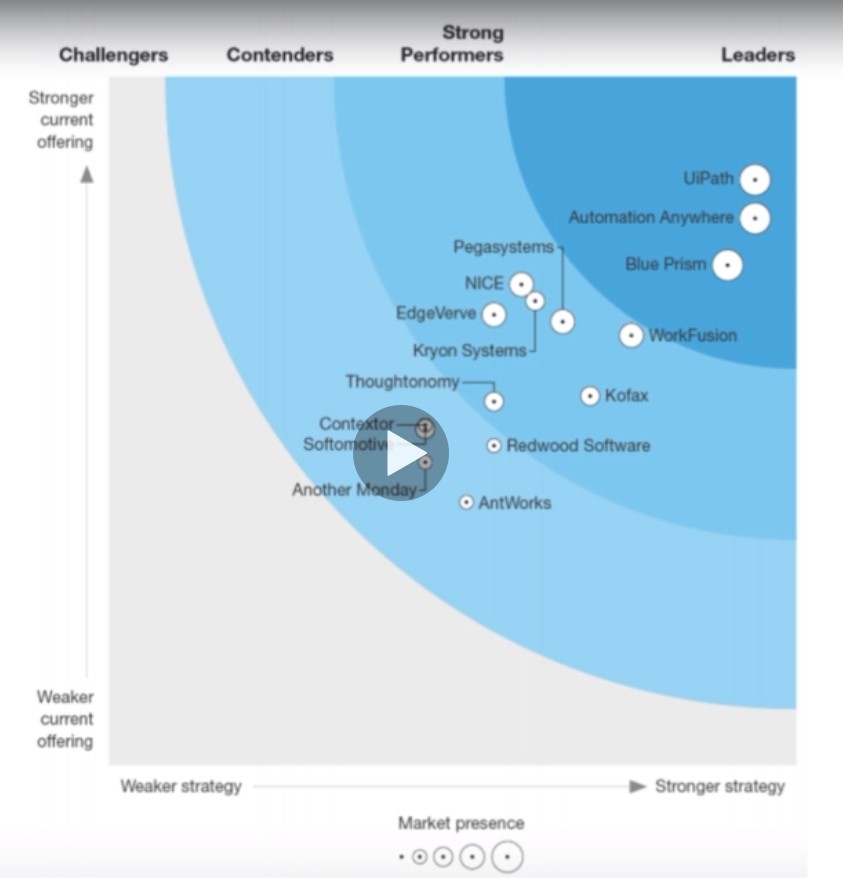 Challengers
Contenders
Strong
Performers
Leaders
Stronger
current
offering
UiPath
Automation Anywhere
Pegasystems
Blue Prism
NICE
EdgeVerve
WorkFusion
Kryon Systems
Thoughtonomy
Kofax
Contextor
Softomotive
Redwood Software
Another Monday
AntWorks
Weaker
current
offering
Weaker strategy
Stronger strategy
Market presence